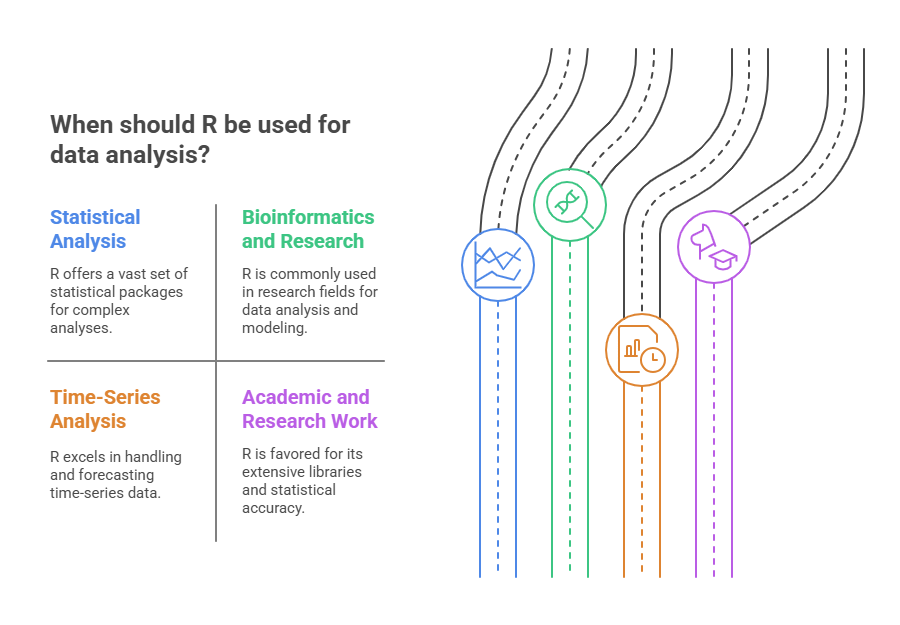 When should R be used for
data analysis?
Statistical
Analysis
R offers a vast set of
statistical packages
for complex
analyses.
Bioinformatics
and Research
R is commonly used
in research fields for
data analysis and
modeling.
Time-Series
Analysis
R excels in handling
and forecasting
time-series data.
Academic and
Research Work
R is favored for its
extensive libraries
and statistical
accuracy.